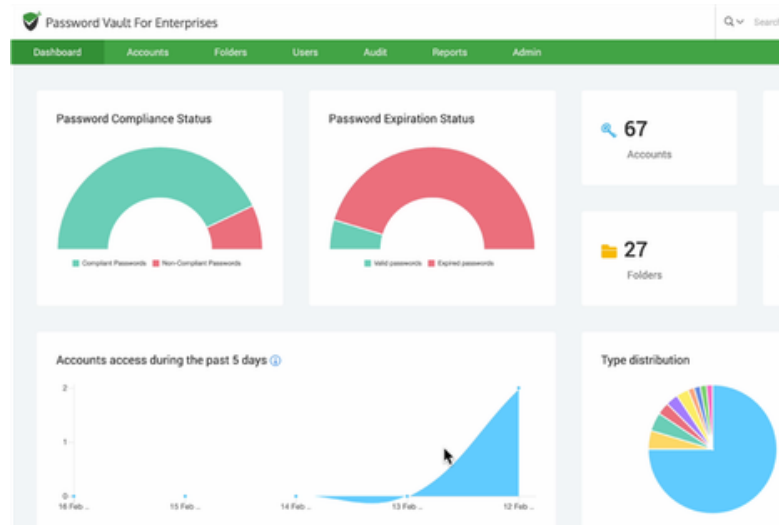 Password Vault For Enterprises
Search
Dashboard Accounts Folders Users Audit Reports Admin
Password Compliance Status
Compliant Passwords Non-Compliant Passwords
Password Expiration Status
Valid passwords Expired passwords
67
Accounts
27
Folders
Accounts access during the past 5 days
2
1
0
16 Feb ..
15 Feb ..
14 Feb ..
13 Feb ..
12 Feb ..
Type distribution